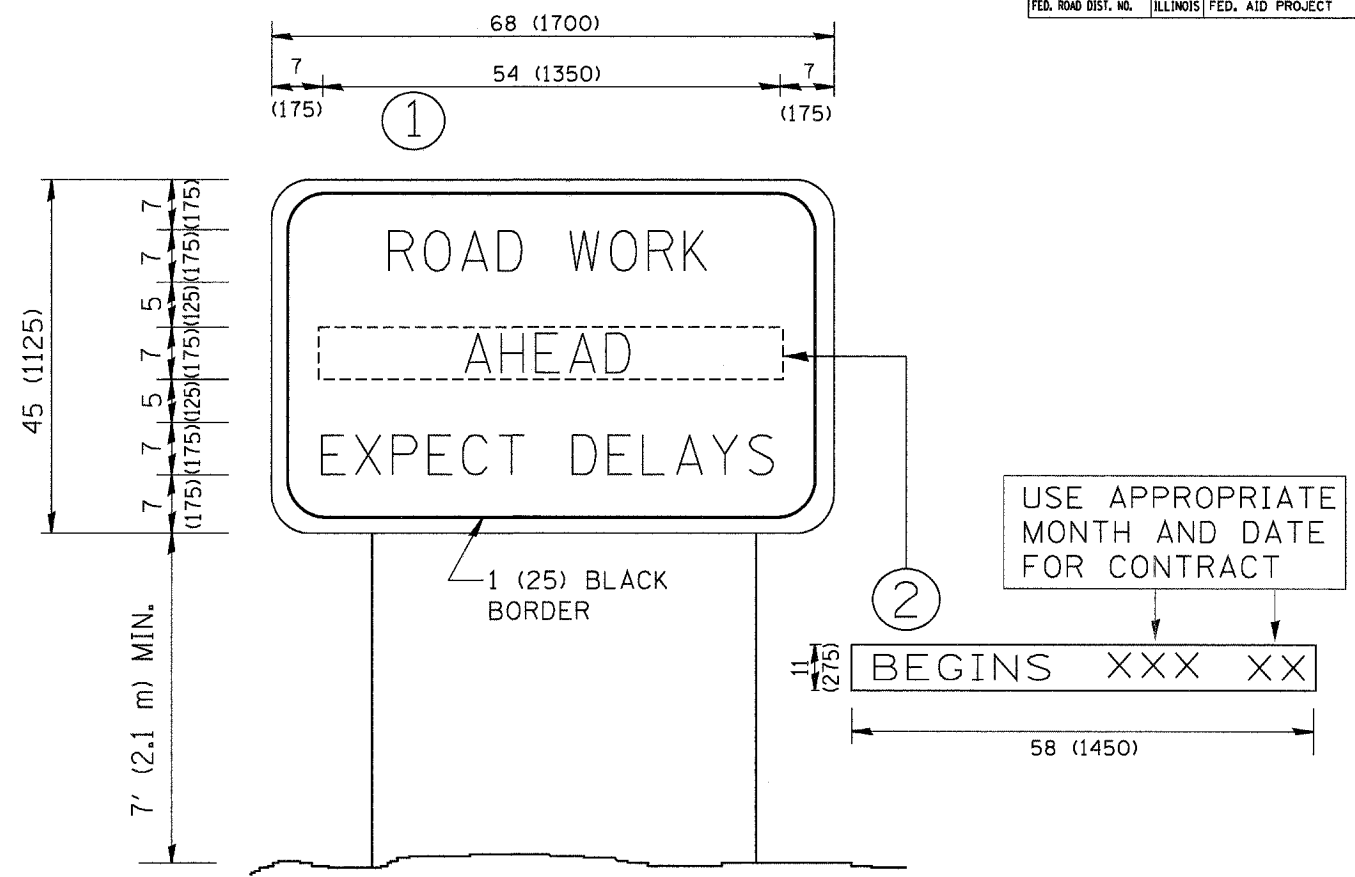 FED. ROAD DIST. NO. ILLINOIS FED. AID PROJECT
68 (1700)
7 54 (1350) 7
(175) (175)
1
45 (1125)
7 (175)
7 (175)
5 (125)
7 (175)
5 (125)
7 (175)
7 (175)
ROAD WORK
AHEAD
EXPECT DELAYS
1 (25) BLACK
BORDER
7' (2.1 m) MIN.
2
USE APPROPRIATE
MONTH AND DATE
FOR CONTRACT
11
(275)
BEGINS XXX XX
58 (1450)